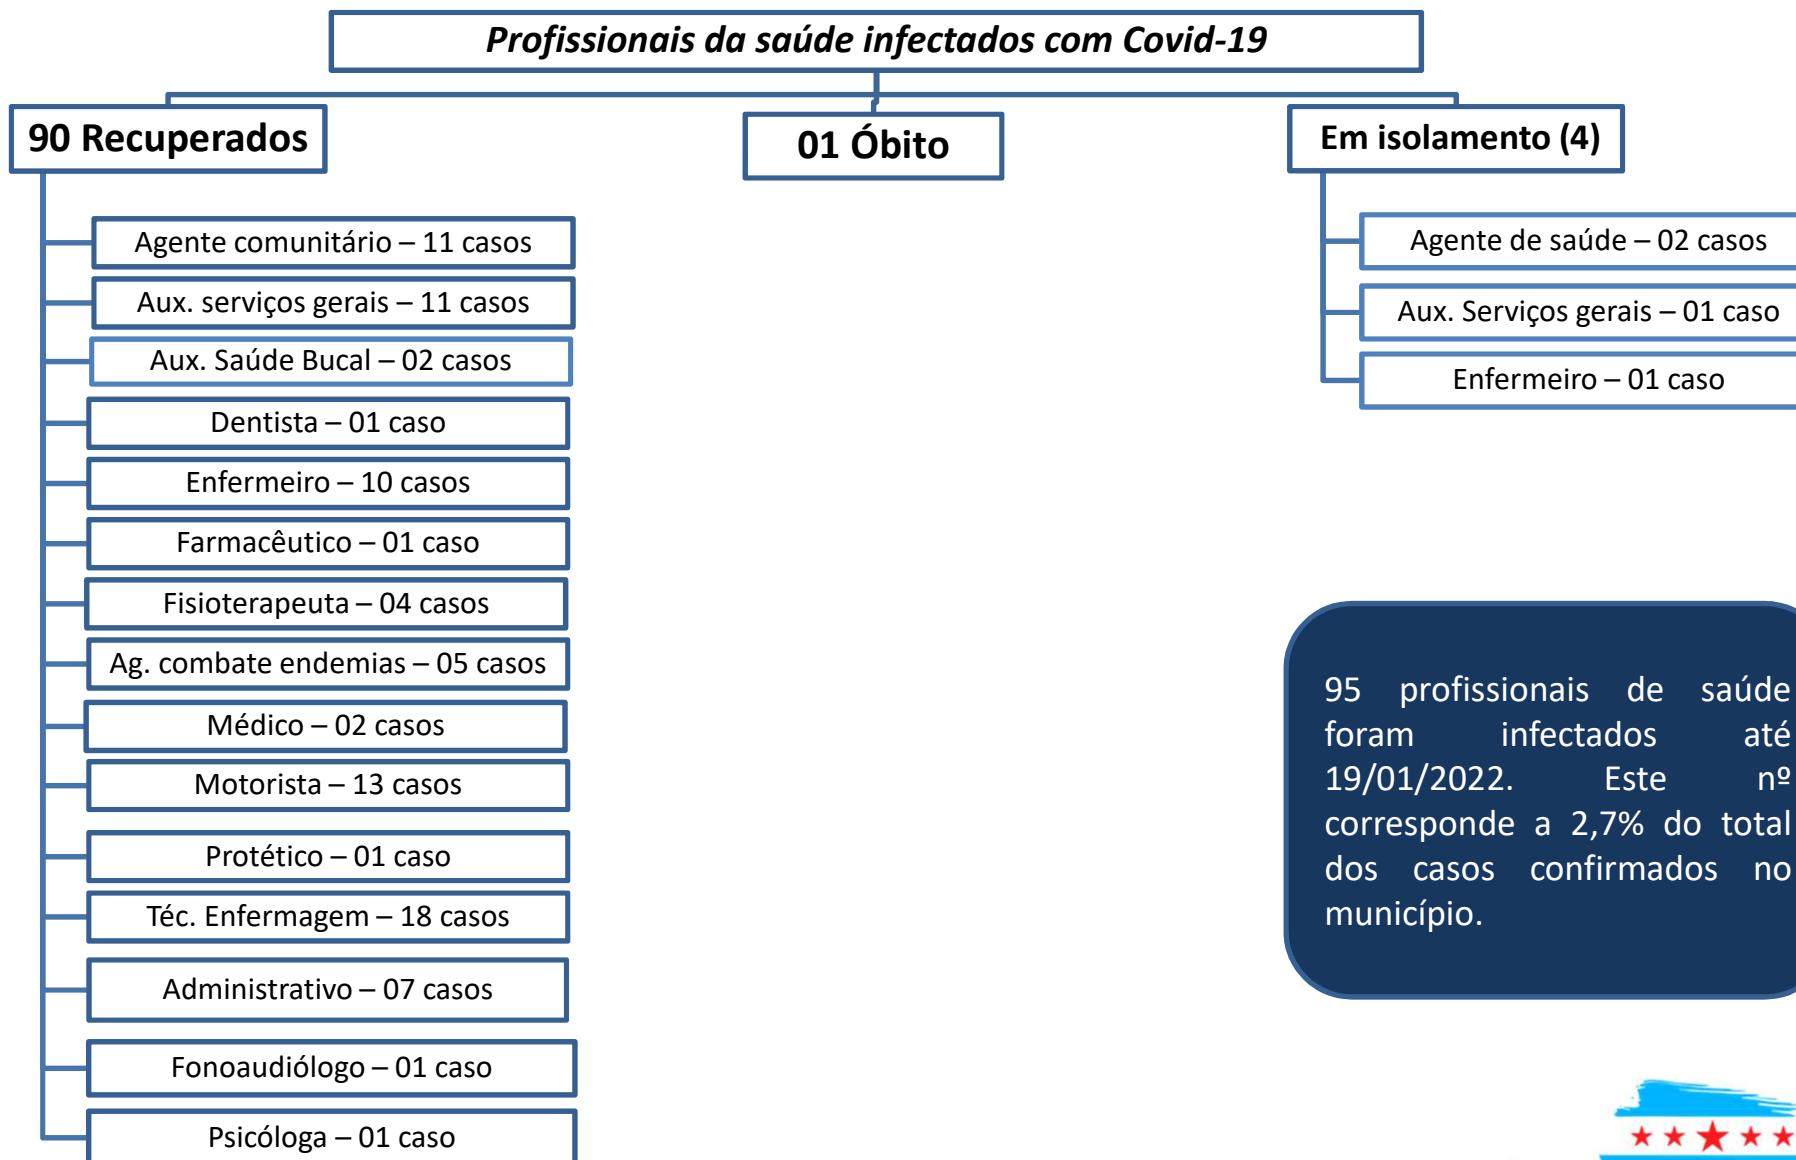 Profissionais da saúde infectados com Covid-19
90 Recuperados
01 Óbito
Em isolamento (4)
Agente comunitário – 11 casos
Aux. serviços gerais – 11 casos
Aux. Saúde Bucal – 02 casos
Dentista – 01 caso
Enfermeiro – 10 casos
Farmacêutico – 01 caso
Fisioterapeuta – 04 casos
Ag. combate endemias – 05 casos
Médico – 02 casos
Motorista – 13 casos
Protético – 01 caso
Téc. Enfermagem – 18 casos
Administrativo – 07 casos
Fonoaudiólogo – 01 caso
Psicóloga – 01 caso
Agente de saúde – 02 casos
Aux. Serviços gerais – 01 caso
Enfermeiro – 01 caso
95 profissionais de saúde
foram infectados até
19/01/2022. Este nº
corresponde a 2,7% do total
dos casos confirmados no
município.